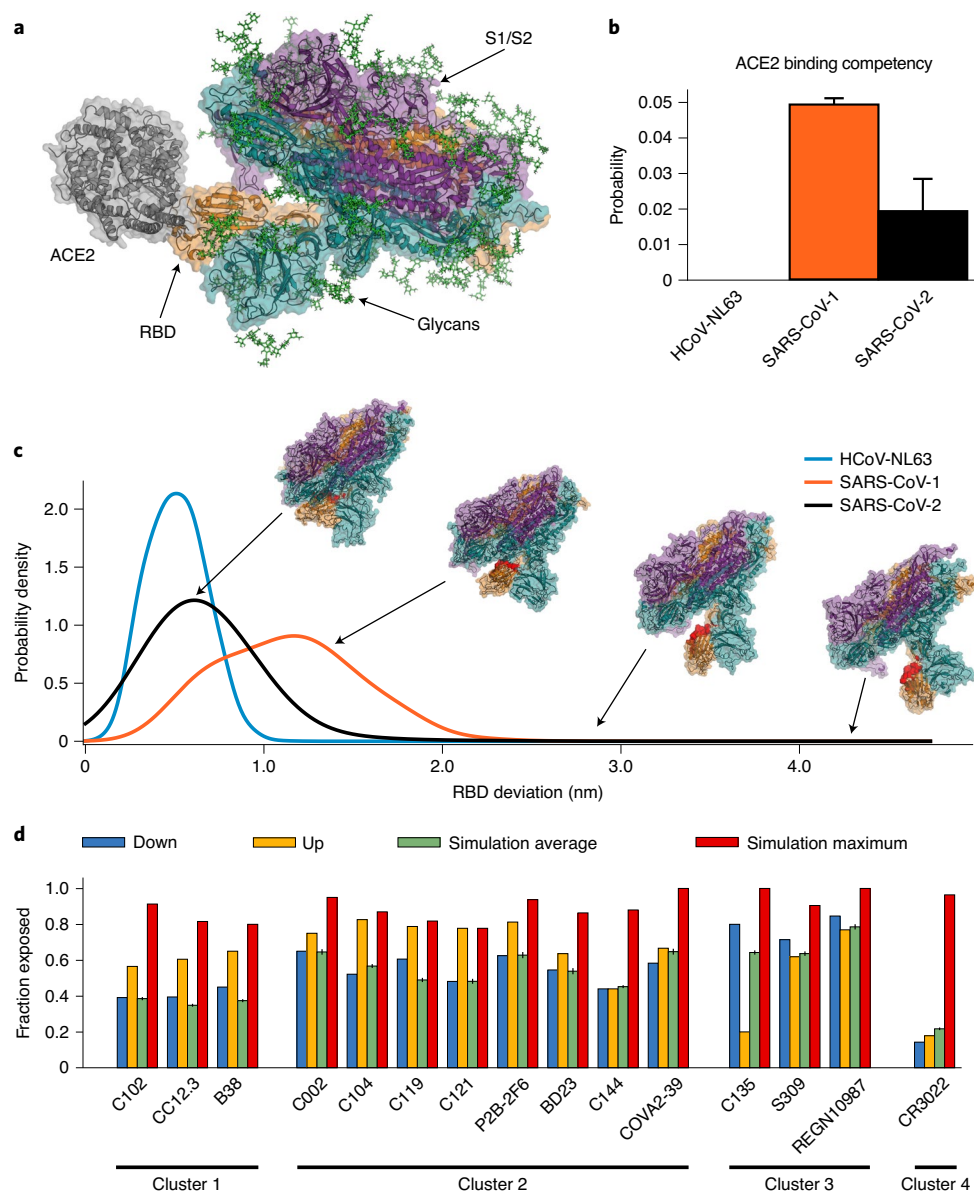 a
S1/S2
ACE2
RBD
Glycans
b
ACE2 binding competency
Probability
0.05
0.04
0.03
0.02
0.01
0
HCoV-NL63
SARS-CoV-1
SARS-CoV-2
c
HCoV-NL63
SARS-CoV-1
SARS-CoV-2
Probability density
2.0
1.5
1.0
0.5
0
0 1.0 2.0 3.0 4.0
RBD deviation (nm)
d
Down Up Simulation average Simulation maximum
Fraction exposed
1.0
0.8
0.6
0.4
0.2
0
C102
CC12.3
B38
C002
C104
C119
C121
P2B-2F6
BD23
C144
COVA2-39
C135
S309
REGN10987
CR3022
Cluster 1 Cluster 2 Cluster 3 Cluster 4